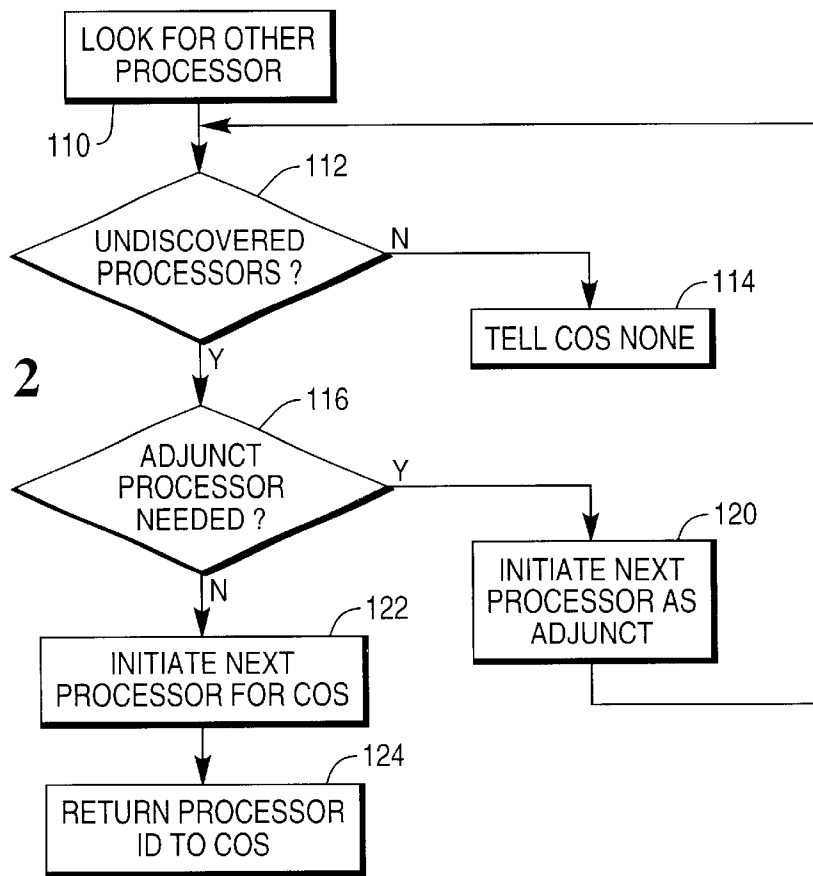 LOOK FOR OTHER
PROCESSOR
110
112
UNDISCOVERED
PROCESSORS ?
N
114
TELL COS NONE
Y
2
116
ADJUNCT
PROCESSOR
NEEDED ?
Y
120
INITIATE NEXT
PROCESSOR AS
ADJUNCT
N
122
INITIATE NEXT
PROCESSOR FOR COS
124
RETURN PROCESSOR
ID TO COS